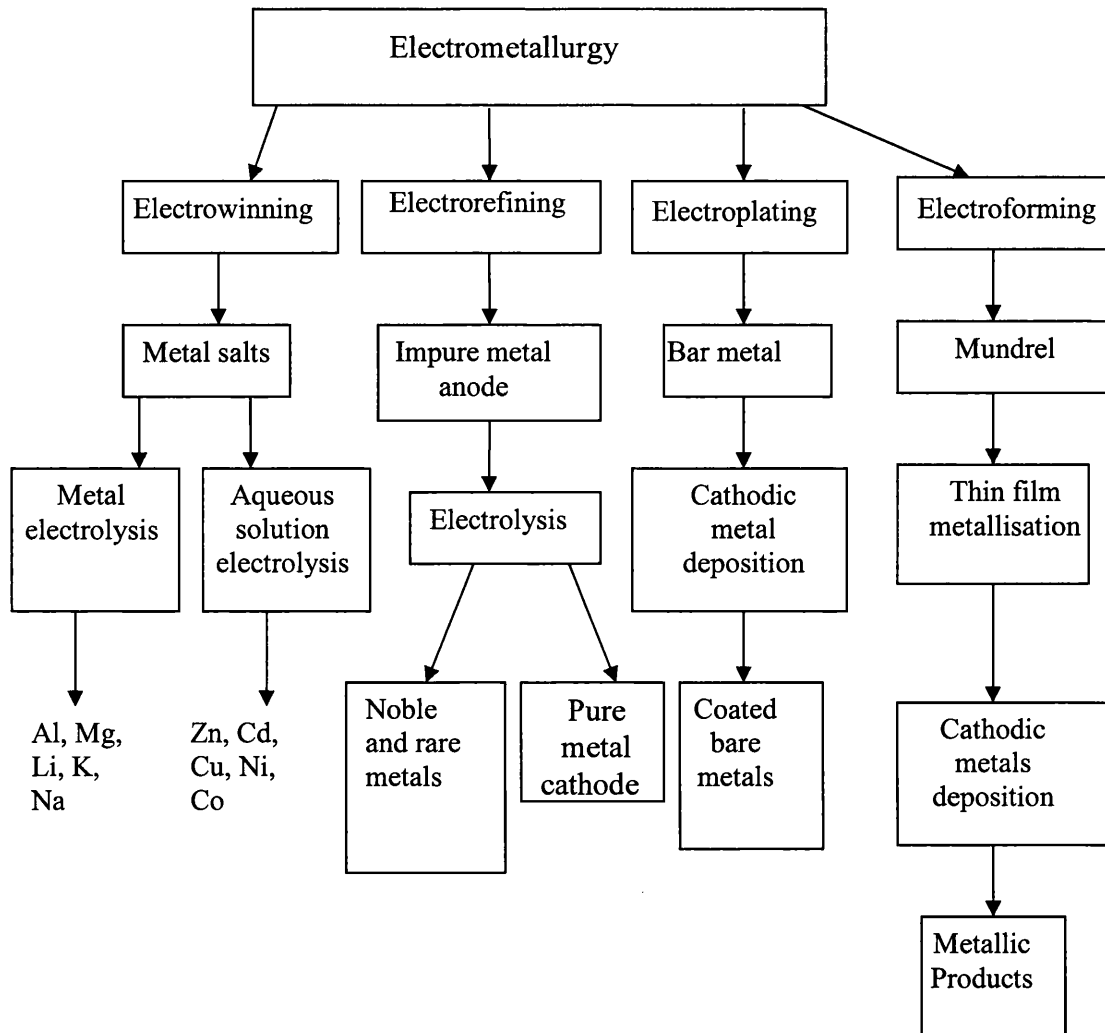 Electrometallurgy
Electrowinning
Electrorefining
Electroplating
Electroforming
Metal salts
Impure metal
anode
Bar metal
Mundrel
Metal
electrolysis
Aqueous
solution
electrolysis
Electrolysis
Cathodic
metal
deposition
Thin film
metallisation
Al, Mg,
Li, K,
Na
Zn, Cd,
Cu, Ni,
Co
Noble
and rare
metals
Pure
metal
cathode
Coated
bare
metals
Cathodic
metals
deposition
Metallic
Products